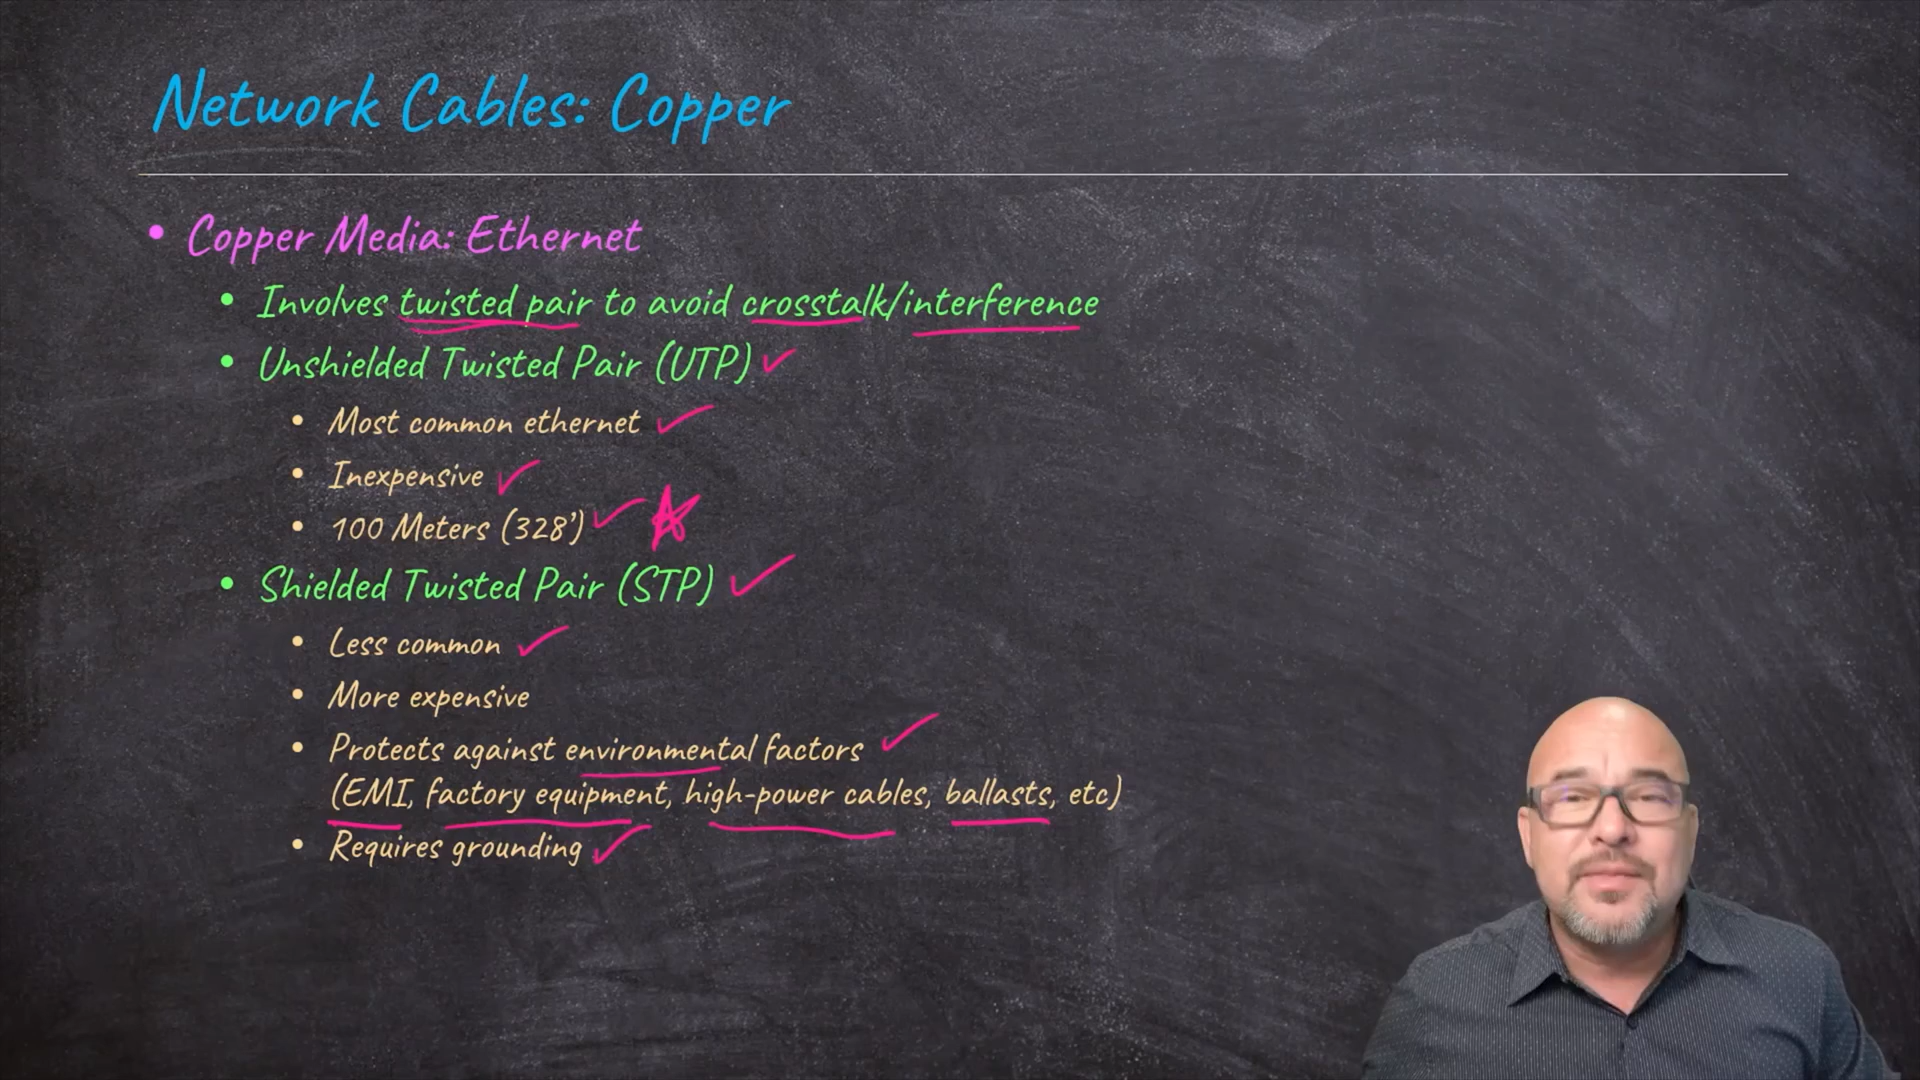 Network Cables: Copper
• Copper Media: Ethernet
• Involves twisted pair to avoid crosstalk/interference
• Unshielded Twisted Pair (UTP)
• Most common ethernet
• Inexpensive
• 100 Meters (328')
• Shielded Twisted Pair (STP)
• Less common
• More expensive
• Protects against environmental factors
(EMI, factory equipment, high-power cables, ballasts, etc)
• Requires grounding